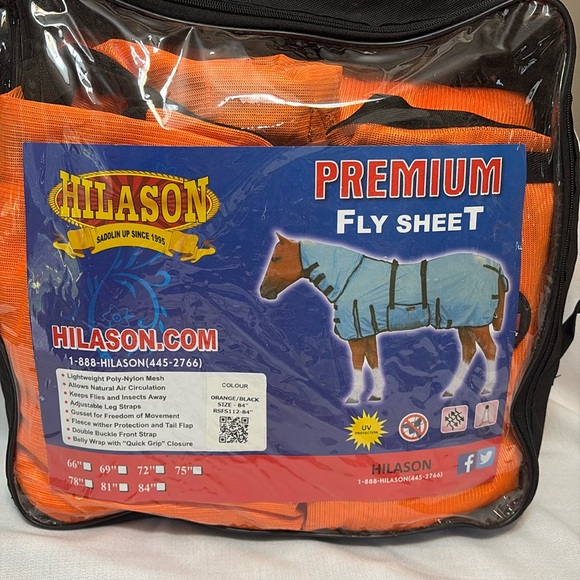 HILASON
SADDLIN UP SINCE 1995
PREMIUM
FLY SHEET
HILASON.COM
1-888-HILASON(445-2766)
• Lightweight Poly-Nylon Mesh
• Allows Natural Air Circulation
• Keeps Flies and Insects Away
• Adjustable Leg Straps
• Gusset for Freedom of Movement
• Fleece wither Protection and Tail Flap
• Double Buckle Front Strap
• Belly Wrap with "Quick Grip" Closure
COLOUR
ORANGE/BLACK
SIZE - 84"
RSFS112-84"
UV
PROTECTION
66" 69" 72" 75"
78" 81" 84"
HILASON
1-888-HILASON(445-2766)
f